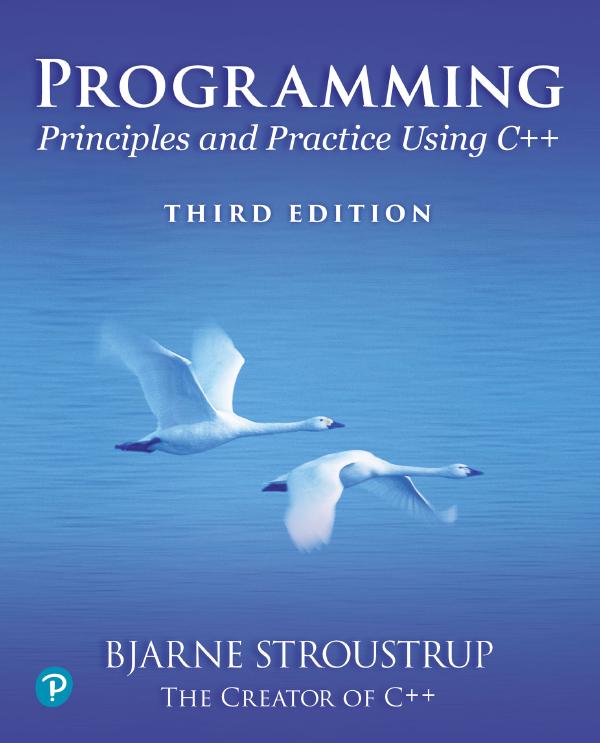 PROGRAMMING
Principles and Practice Using C++
THIRD EDITION
BJARNE STROUSTRUP
THE CREATOR OF C++
P